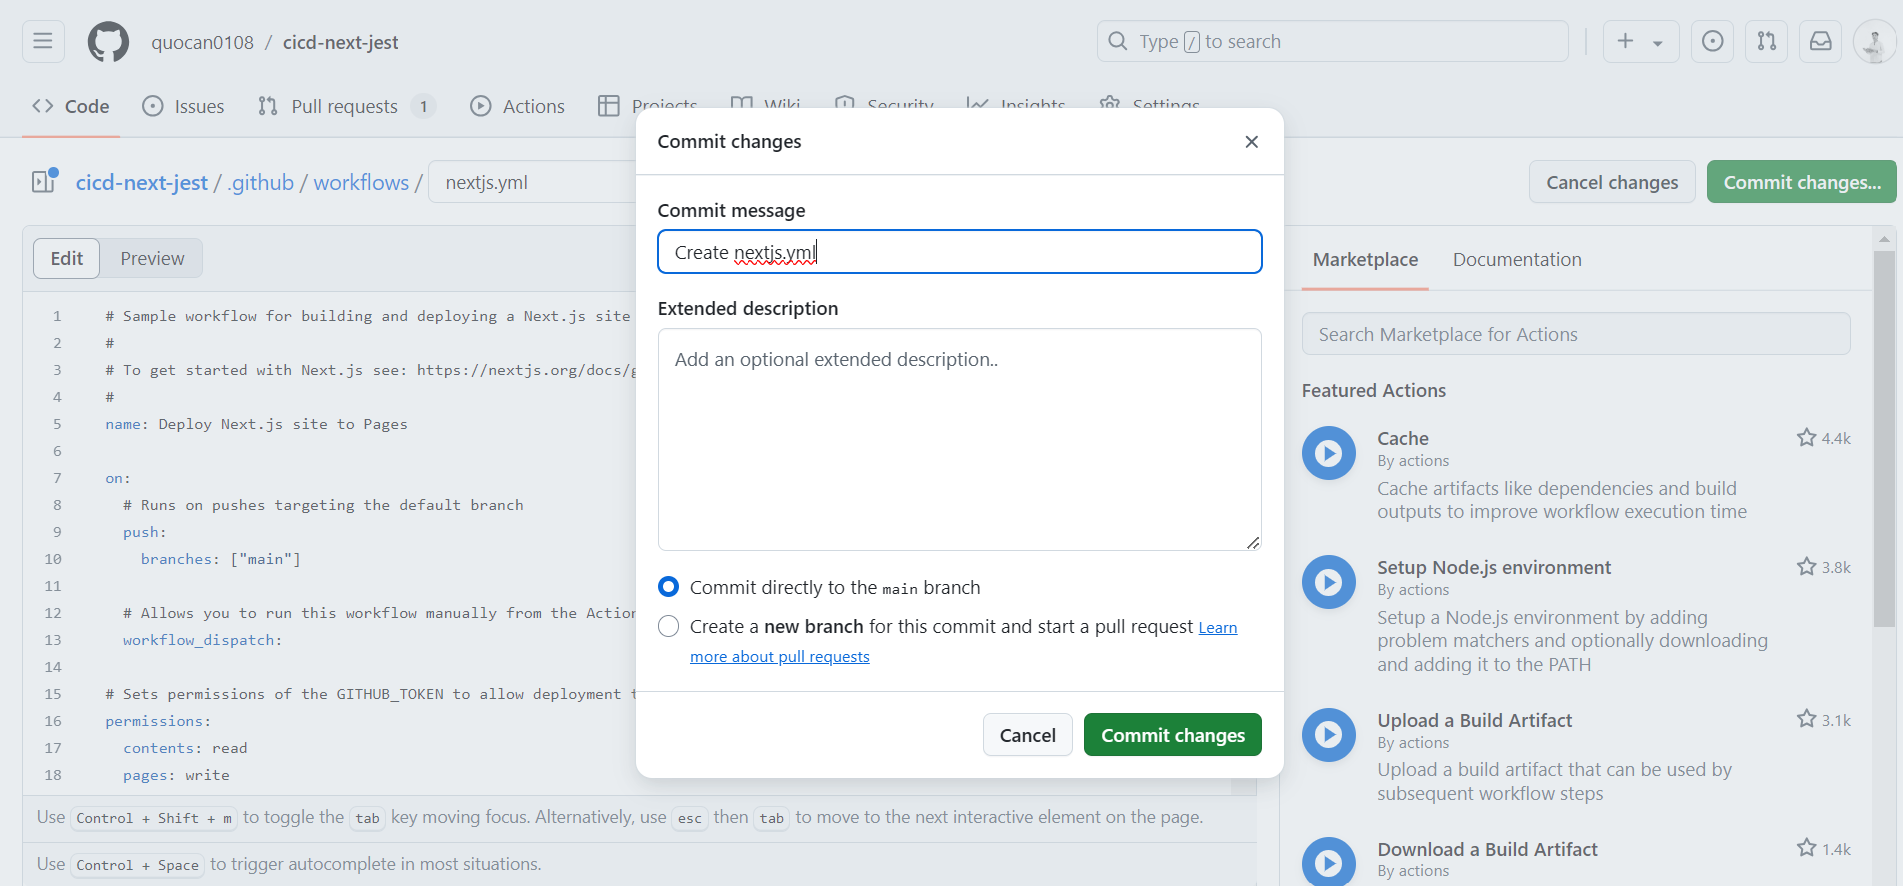 quocan0108 / cicd-next-jest
Type / to search
Code
Issues
Pull requests 1
Actions
Projects
Wiki
Security
Insights
Settings
cicd-next-jest / .github / workflows / nextjs.yml
Cancel changes
Commit changes...
Edit
Preview
1 # Sample workflow for building and deploying a Next.js site
2 #
3 # To get started with Next.js see: https://nextjs.org/docs/g
4 #
5 name: Deploy Next.js site to Pages
6
7 on:
8 # Runs on pushes targeting the default branch
9 push:
10 branches: ["main"]
11
12 # Allows you to run this workflow manually from the Action
13 workflow_dispatch:
14
15 # Sets permissions of the GITHUB_TOKEN to allow deployment t
16 permissions:
17 contents: read
18 pages: write
Use Control + Shift + m to toggle the tab key moving focus. Alternatively, use esc then tab to move to the next interactive element on the page.
Use Control + Space to trigger autocomplete in most situations.
Commit changes
Commit message
Create nextjs.yml
Extended description
Add an optional extended description..
Commit directly to the main branch
Create a new branch for this commit and start a pull request Learn
more about pull requests
Cancel
Commit changes
Marketplace
Documentation
Search Marketplace for Actions
Featured Actions
Cache
4.4k
By actions
Cache artifacts like dependencies and build
outputs to improve workflow execution time
Setup Node.js environment
3.8k
By actions
Setup a Node.js environment by adding
problem matchers and optionally downloading
and adding it to the PATH
Upload a Build Artifact
3.1k
By actions
Upload a build artifact that can be used by
subsequent workflow steps
Download a Build Artifact
1.4k
By actions